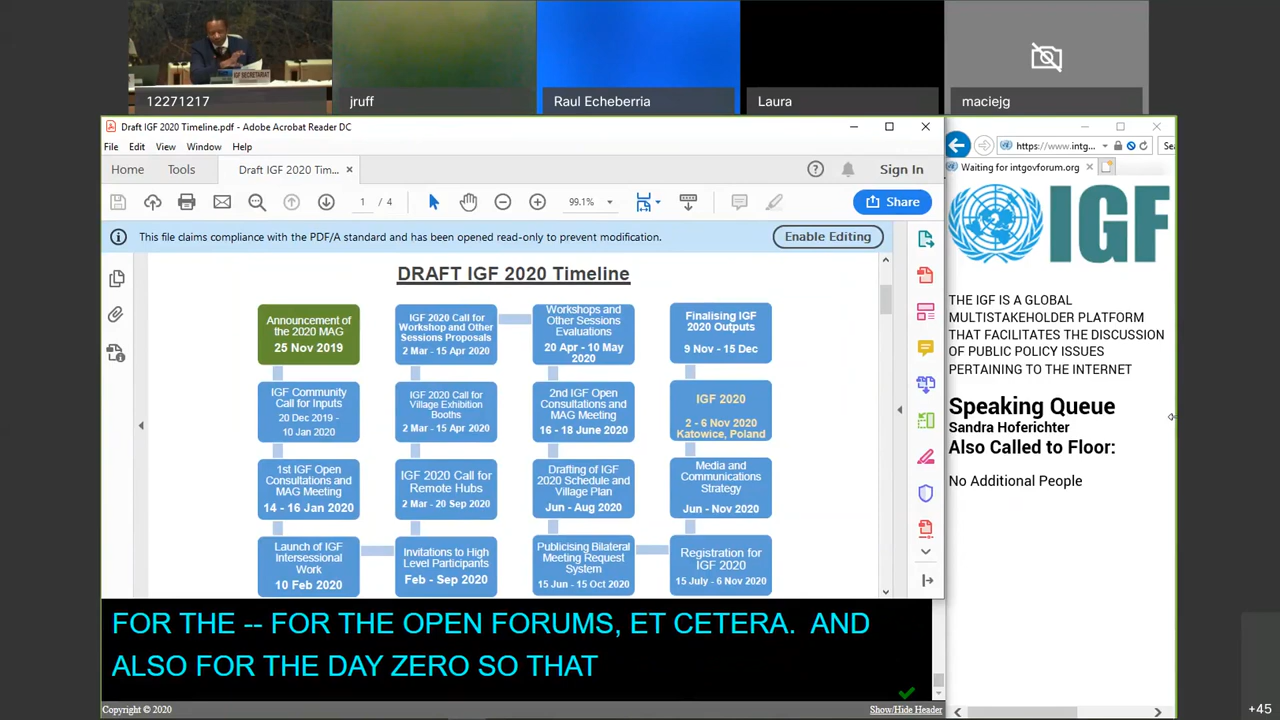 IGF SECRETARIAT
12271217
jruff
Raul Echeberria
Laura
maciejg
Draft IGF 2020 Timeline.pdf - Adobe Acrobat Reader DC
File Edit View Window Help
Home Tools Draft IGF 2020 Tim... × Sign In
1 / 4 99.1% Share
This file claims compliance with the PDF/A standard and has been opened read-only to prevent modification. Enable Editing
DRAFT IGF 2020 Timeline
Announcement of
the 2020 MAG
25 Nov 2019
IGF Community
Call for Inputs
20 Dec 2019 -
10 Jan 2020
1st IGF Open
Consultations and
MAG Meeting
14 - 16 Jan 2020
Launch of IGF
Intersessional
Work
10 Feb 2020
Invitations to High
Level Participants
Feb - Sep 2020
IGF 2020 Call for
Remote Hubs
2 Mar - 20 Sep 2020
IGF 2020 Call for
Village Exhibition
Booths
2 Mar - 15 Apr 2020
IGF 2020 Call for
Workshop and Other
Sessions Proposals
2 Mar - 15 Apr 2020
Workshops and
Other Sessions
Evaluations
20 Apr - 10 May
2020
2nd IGF Open
Consultations and
MAG Meeting
16 - 18 June 2020
Drafting of IGF
2020 Schedule and
Village Plan
Jun - Aug 2020
Publicising Bilateral
Meeting Request
System
15 Jun - 15 Oct 2020
Registration for
IGF 2020
15 July - 6 Nov 2020
Media and
Communications
Strategy
Jun - Nov 2020
IGF 2020
2 - 6 Nov 2020
Katowice, Poland
Finalising IGF
2020 Outputs
9 Nov - 15 Dec
https://www.intg...
Waiting for intgovforum.org
IGF
THE IGF IS A GLOBAL
MULTISTAKEHOLDER PLATFORM
THAT FACILITATES THE DISCUSSION
OF PUBLIC POLICY ISSUES
PERTAINING TO THE INTERNET
Speaking Queue
Sandra Hoferichter
Also Called to Floor:
No Additional People
FOR THE -- FOR THE OPEN FORUMS, ET CETERA. AND
ALSO FOR THE DAY ZERO SO THAT
Copyright © 2020 Show/Hide Header
+45